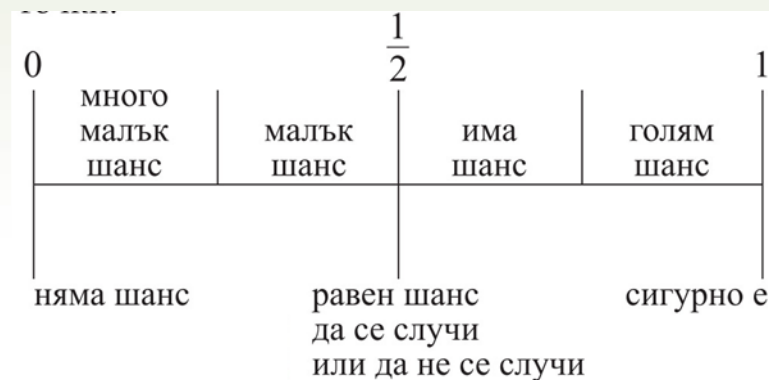 0
1
2
1
много
малък
шанс
малък
шанс
има
шанс
голям
шанс
няма шанс
равен шанс
да се случи
или да не се случи
сигурно е